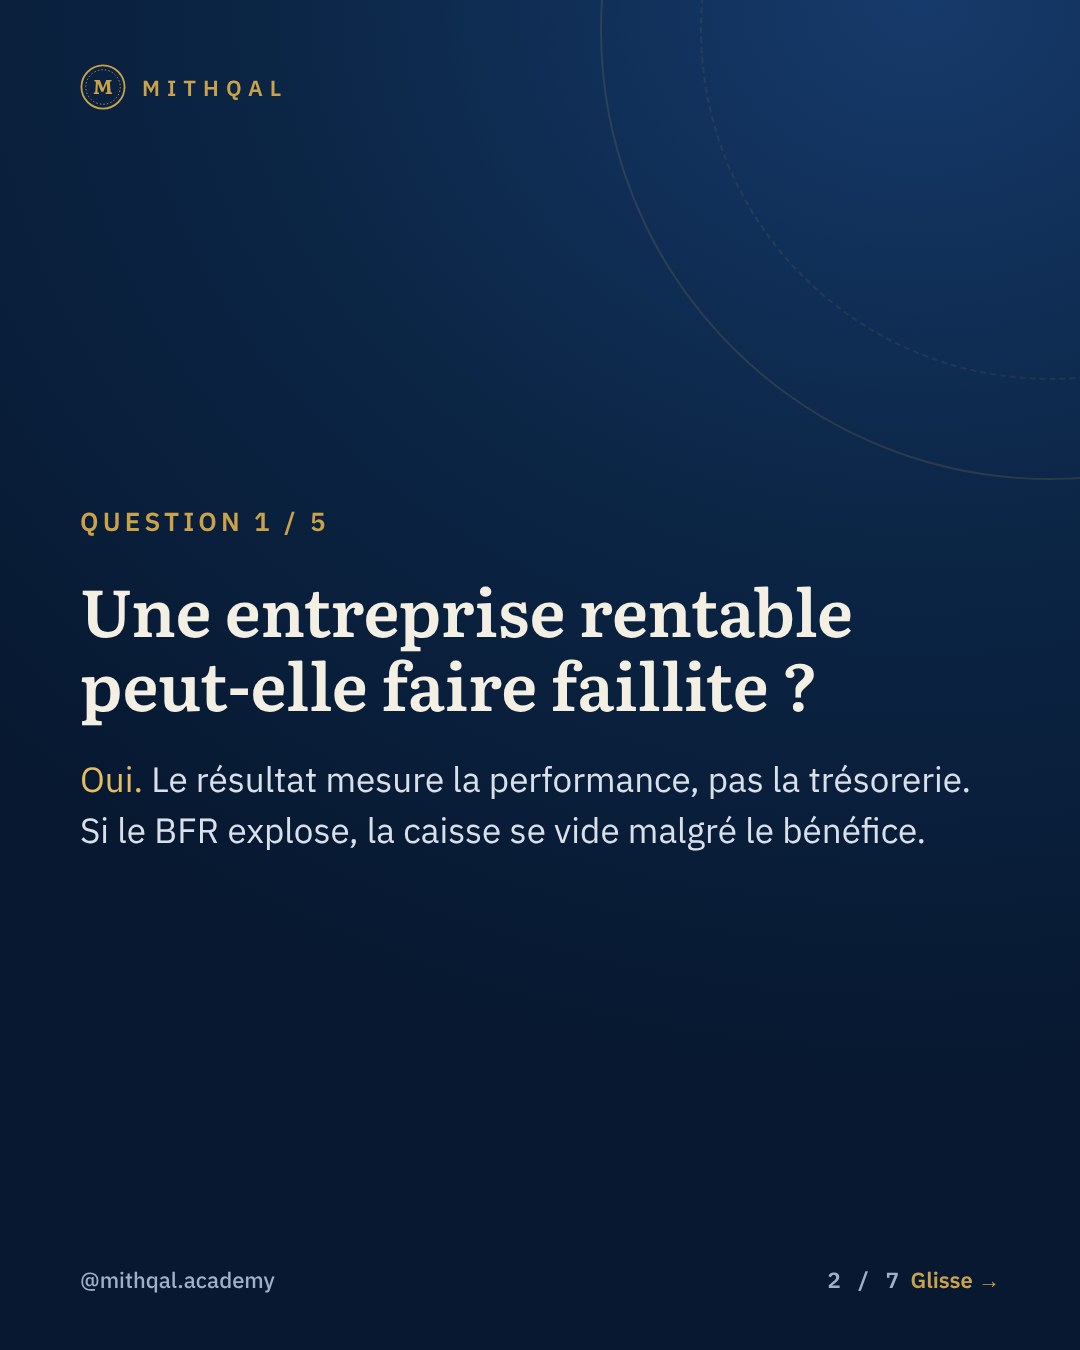 M MITHQAL
QUESTION 1 / 5
Une entreprise rentable
peut-elle faire faillite ?
Oui. Le résultat mesure la performance, pas la trésorerie.
Si le BFR explose, la caisse se vide malgré le bénéfice.
@mithqal.academy
2 / 7 Glisse →